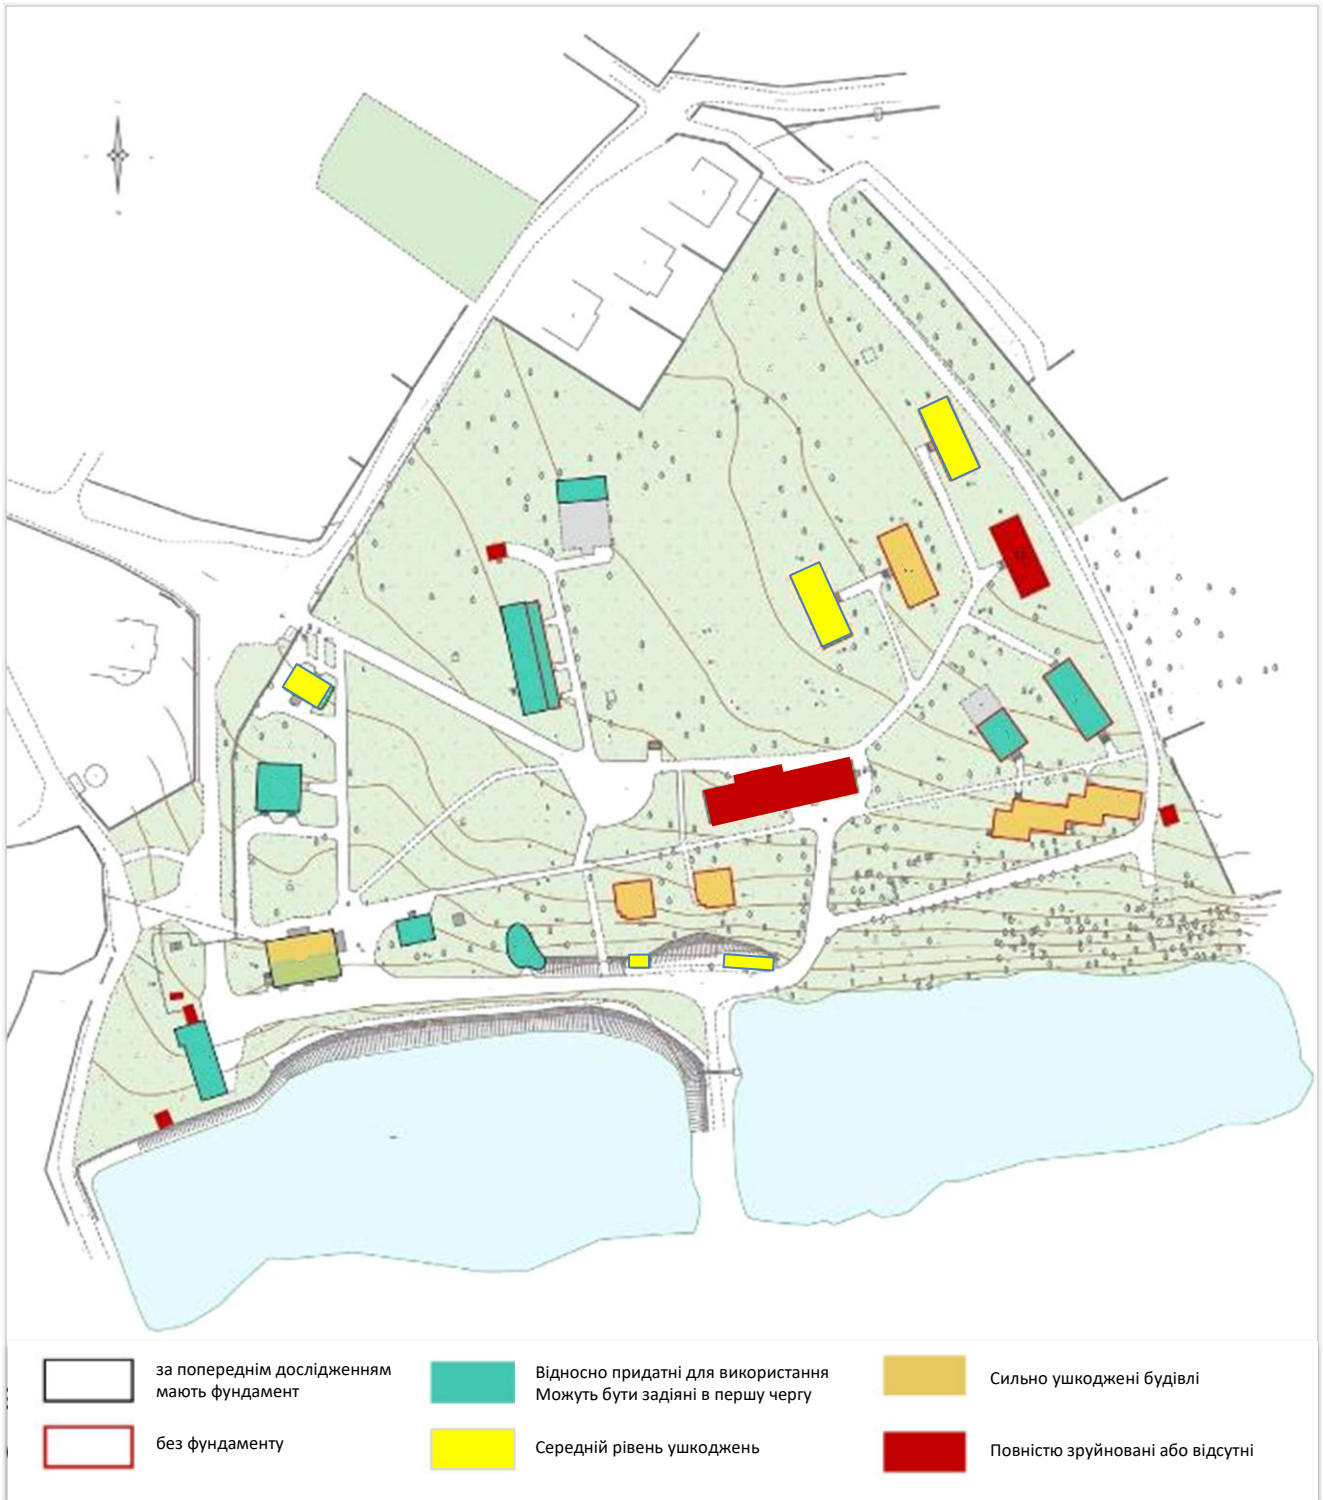 за попереднім дослідженням
мають фундамент
без фундаменту
Відносно придатні для використання
Можуть бути задіяні в першу чергу
Середній рівень ушкоджень
Сильно ушкоджені будівлі
Повністю зруйновані або відсутні